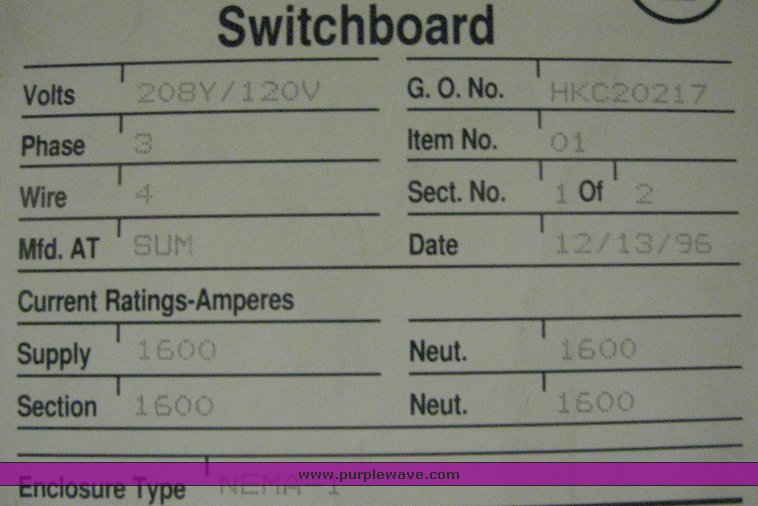 Switchboard
Volts 208Y/120V G. O. No. HKC20217
Phase 3 Item No. 01
Wire 4 Sect. No. 1 Of 2
Mfd. AT SUM Date 12/13/96
Current Ratings-Amperes
Supply 1600 Neut. 1600
Section 1600 Neut. 1600
www.purplewave.com
Enclosure Type NEMA 1